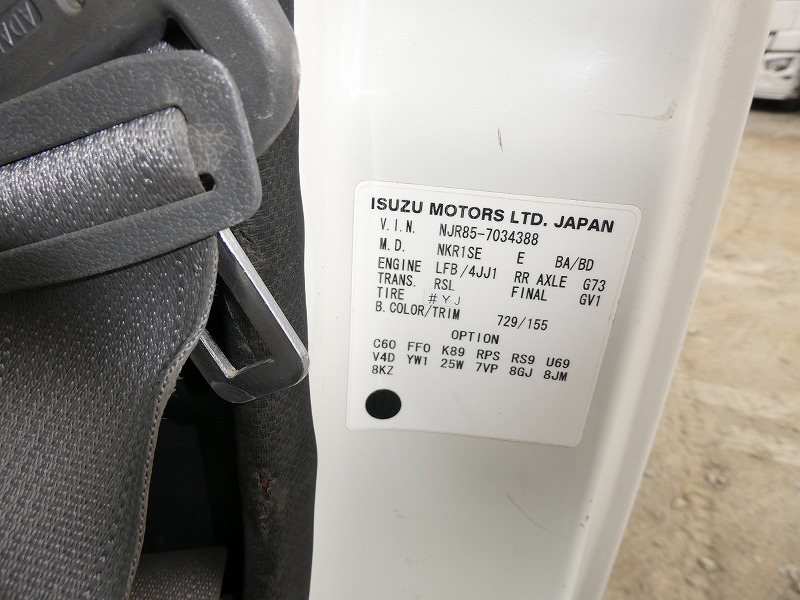 ISUZU MOTORS LTD. JAPAN
V.I.N. NJR85-7034388
M.D. NKR1SE E BA/BD
ENGINE LFB/4JJ1 RR AXLE G73
TRANS. RSL FINAL GV1
TIRE #YJ
B.COLOR/TRIM 729/155
OPTION
C60 FF0 K89 RPS RS9 U69
V4D YW1 25W 7VP 8GJ 8JM
8KZ